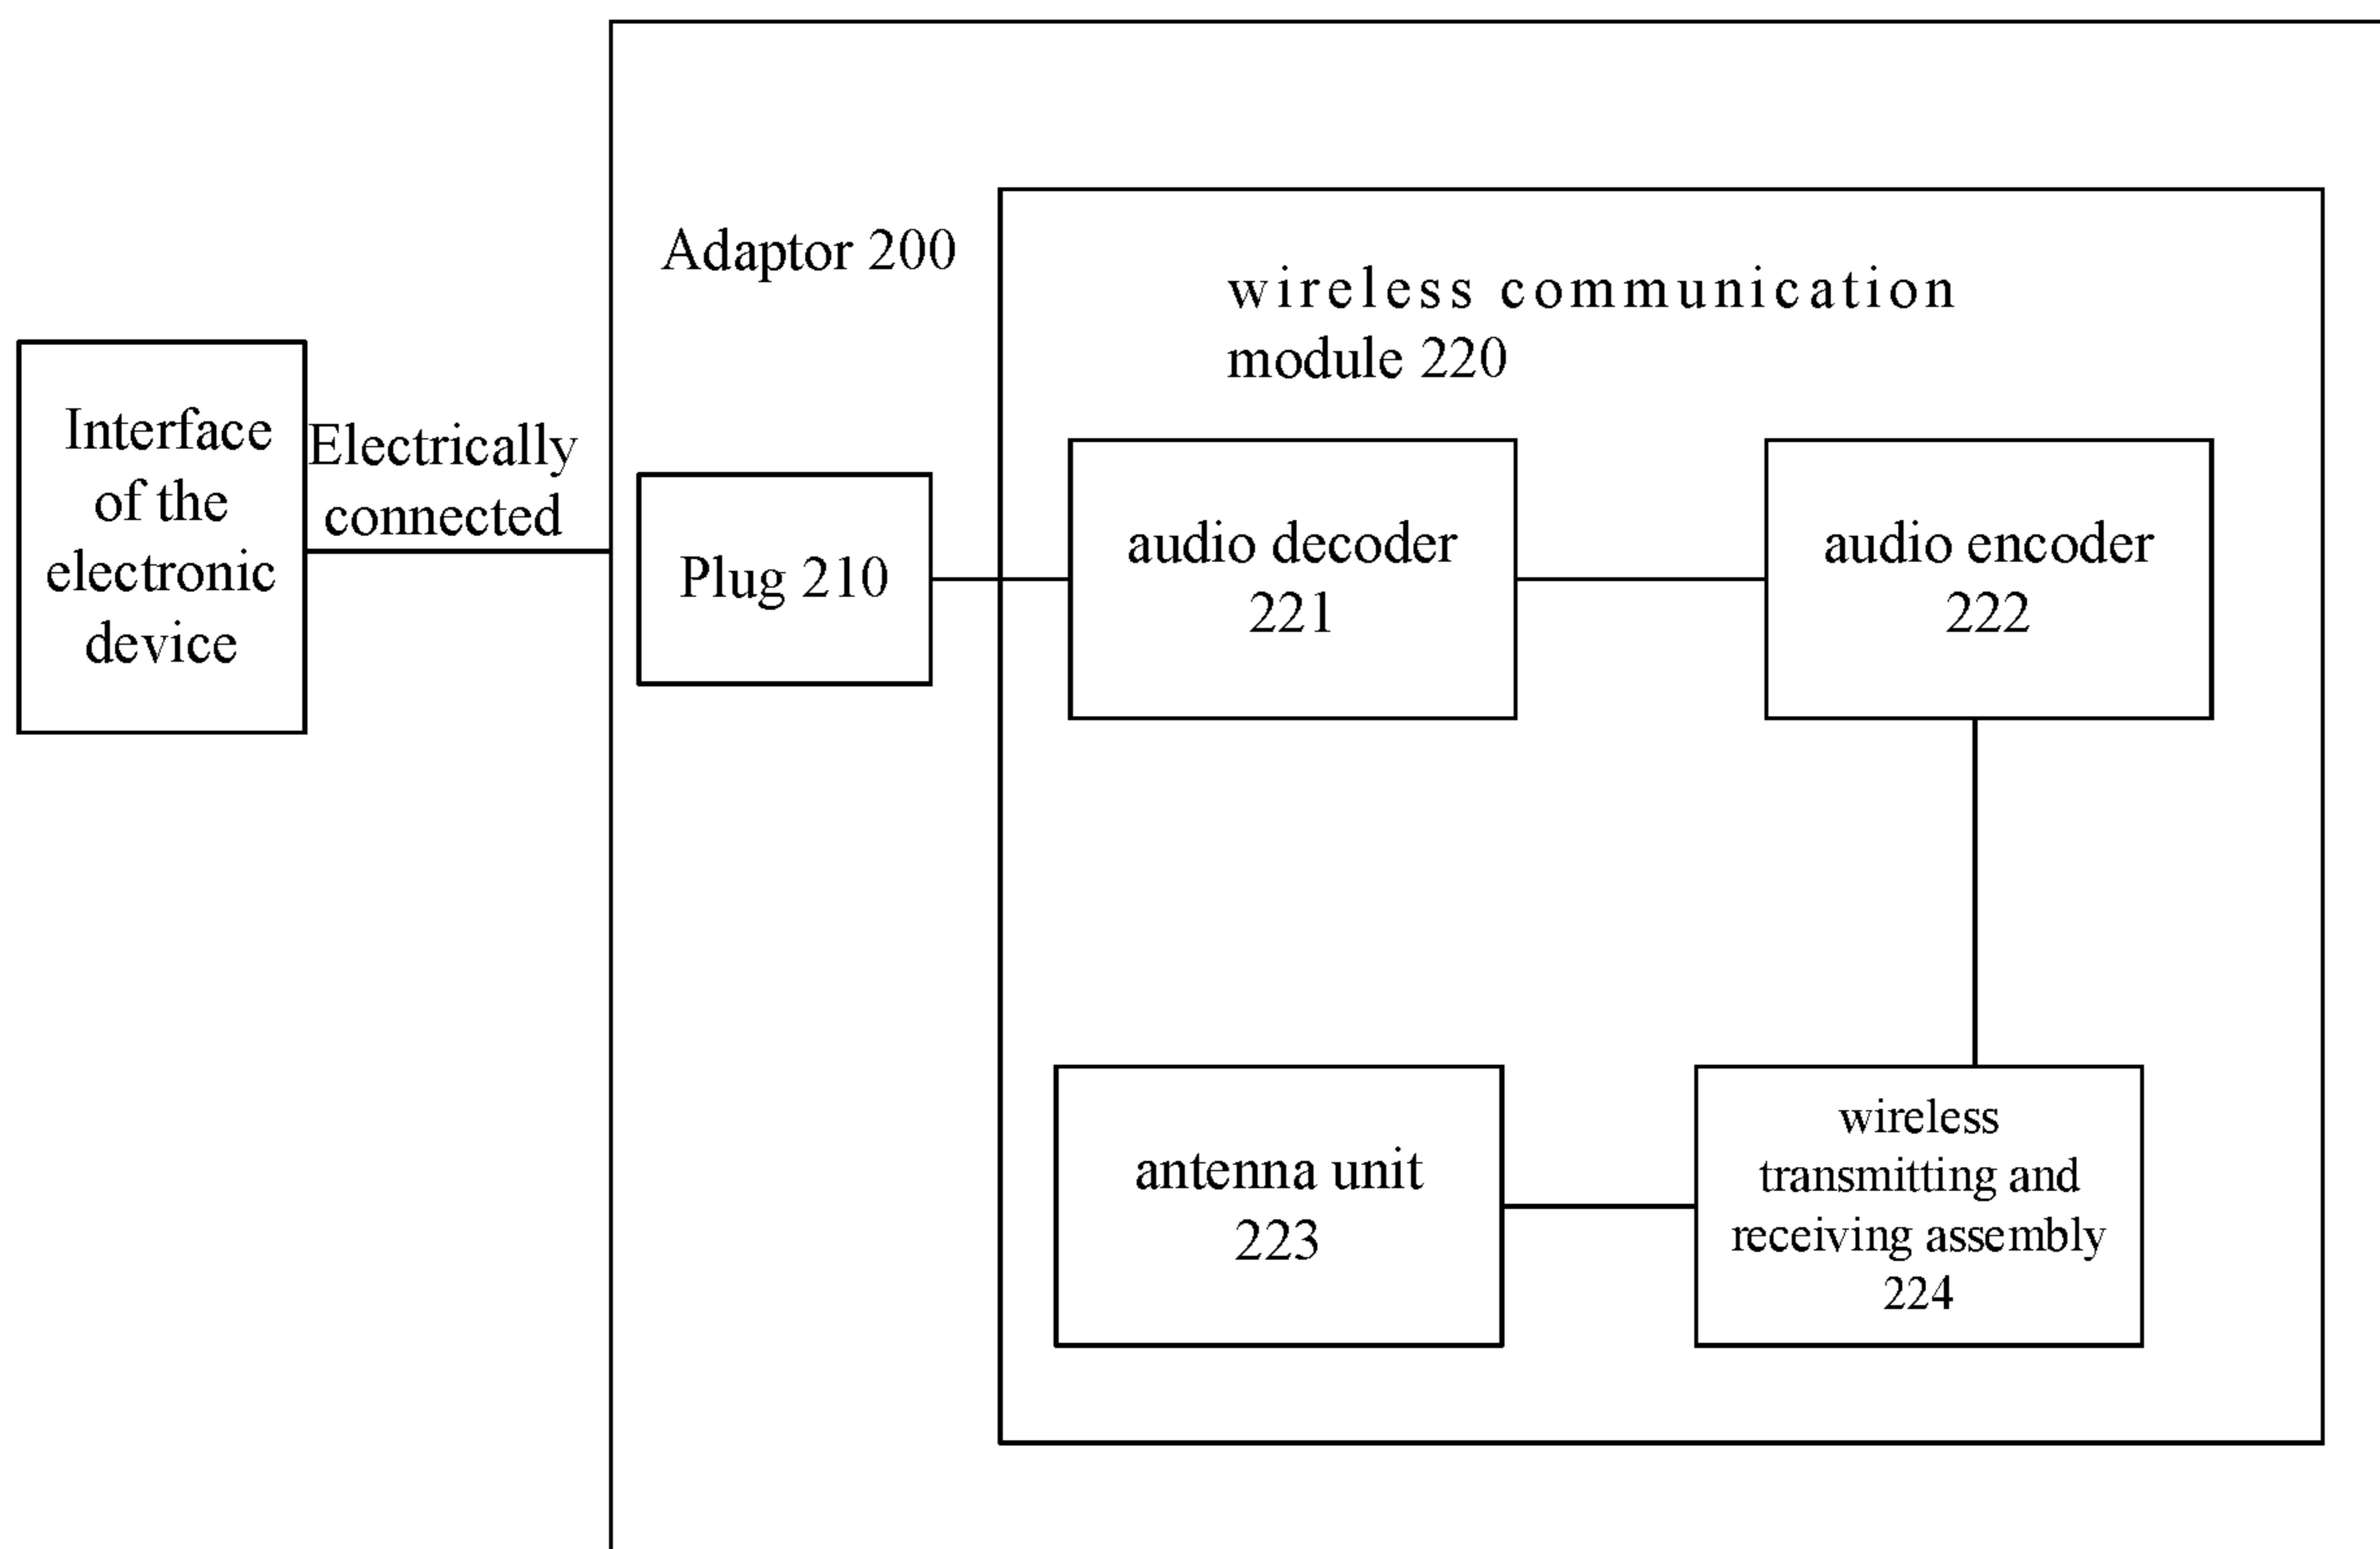 Adaptor 200
wireless communication
module 220
Interface
of the
electronic
device
Electrically
connected
Plug 210
audio decoder
221
audio encoder
222
antenna unit
223
wireless
transmitting and
receiving assembly
224